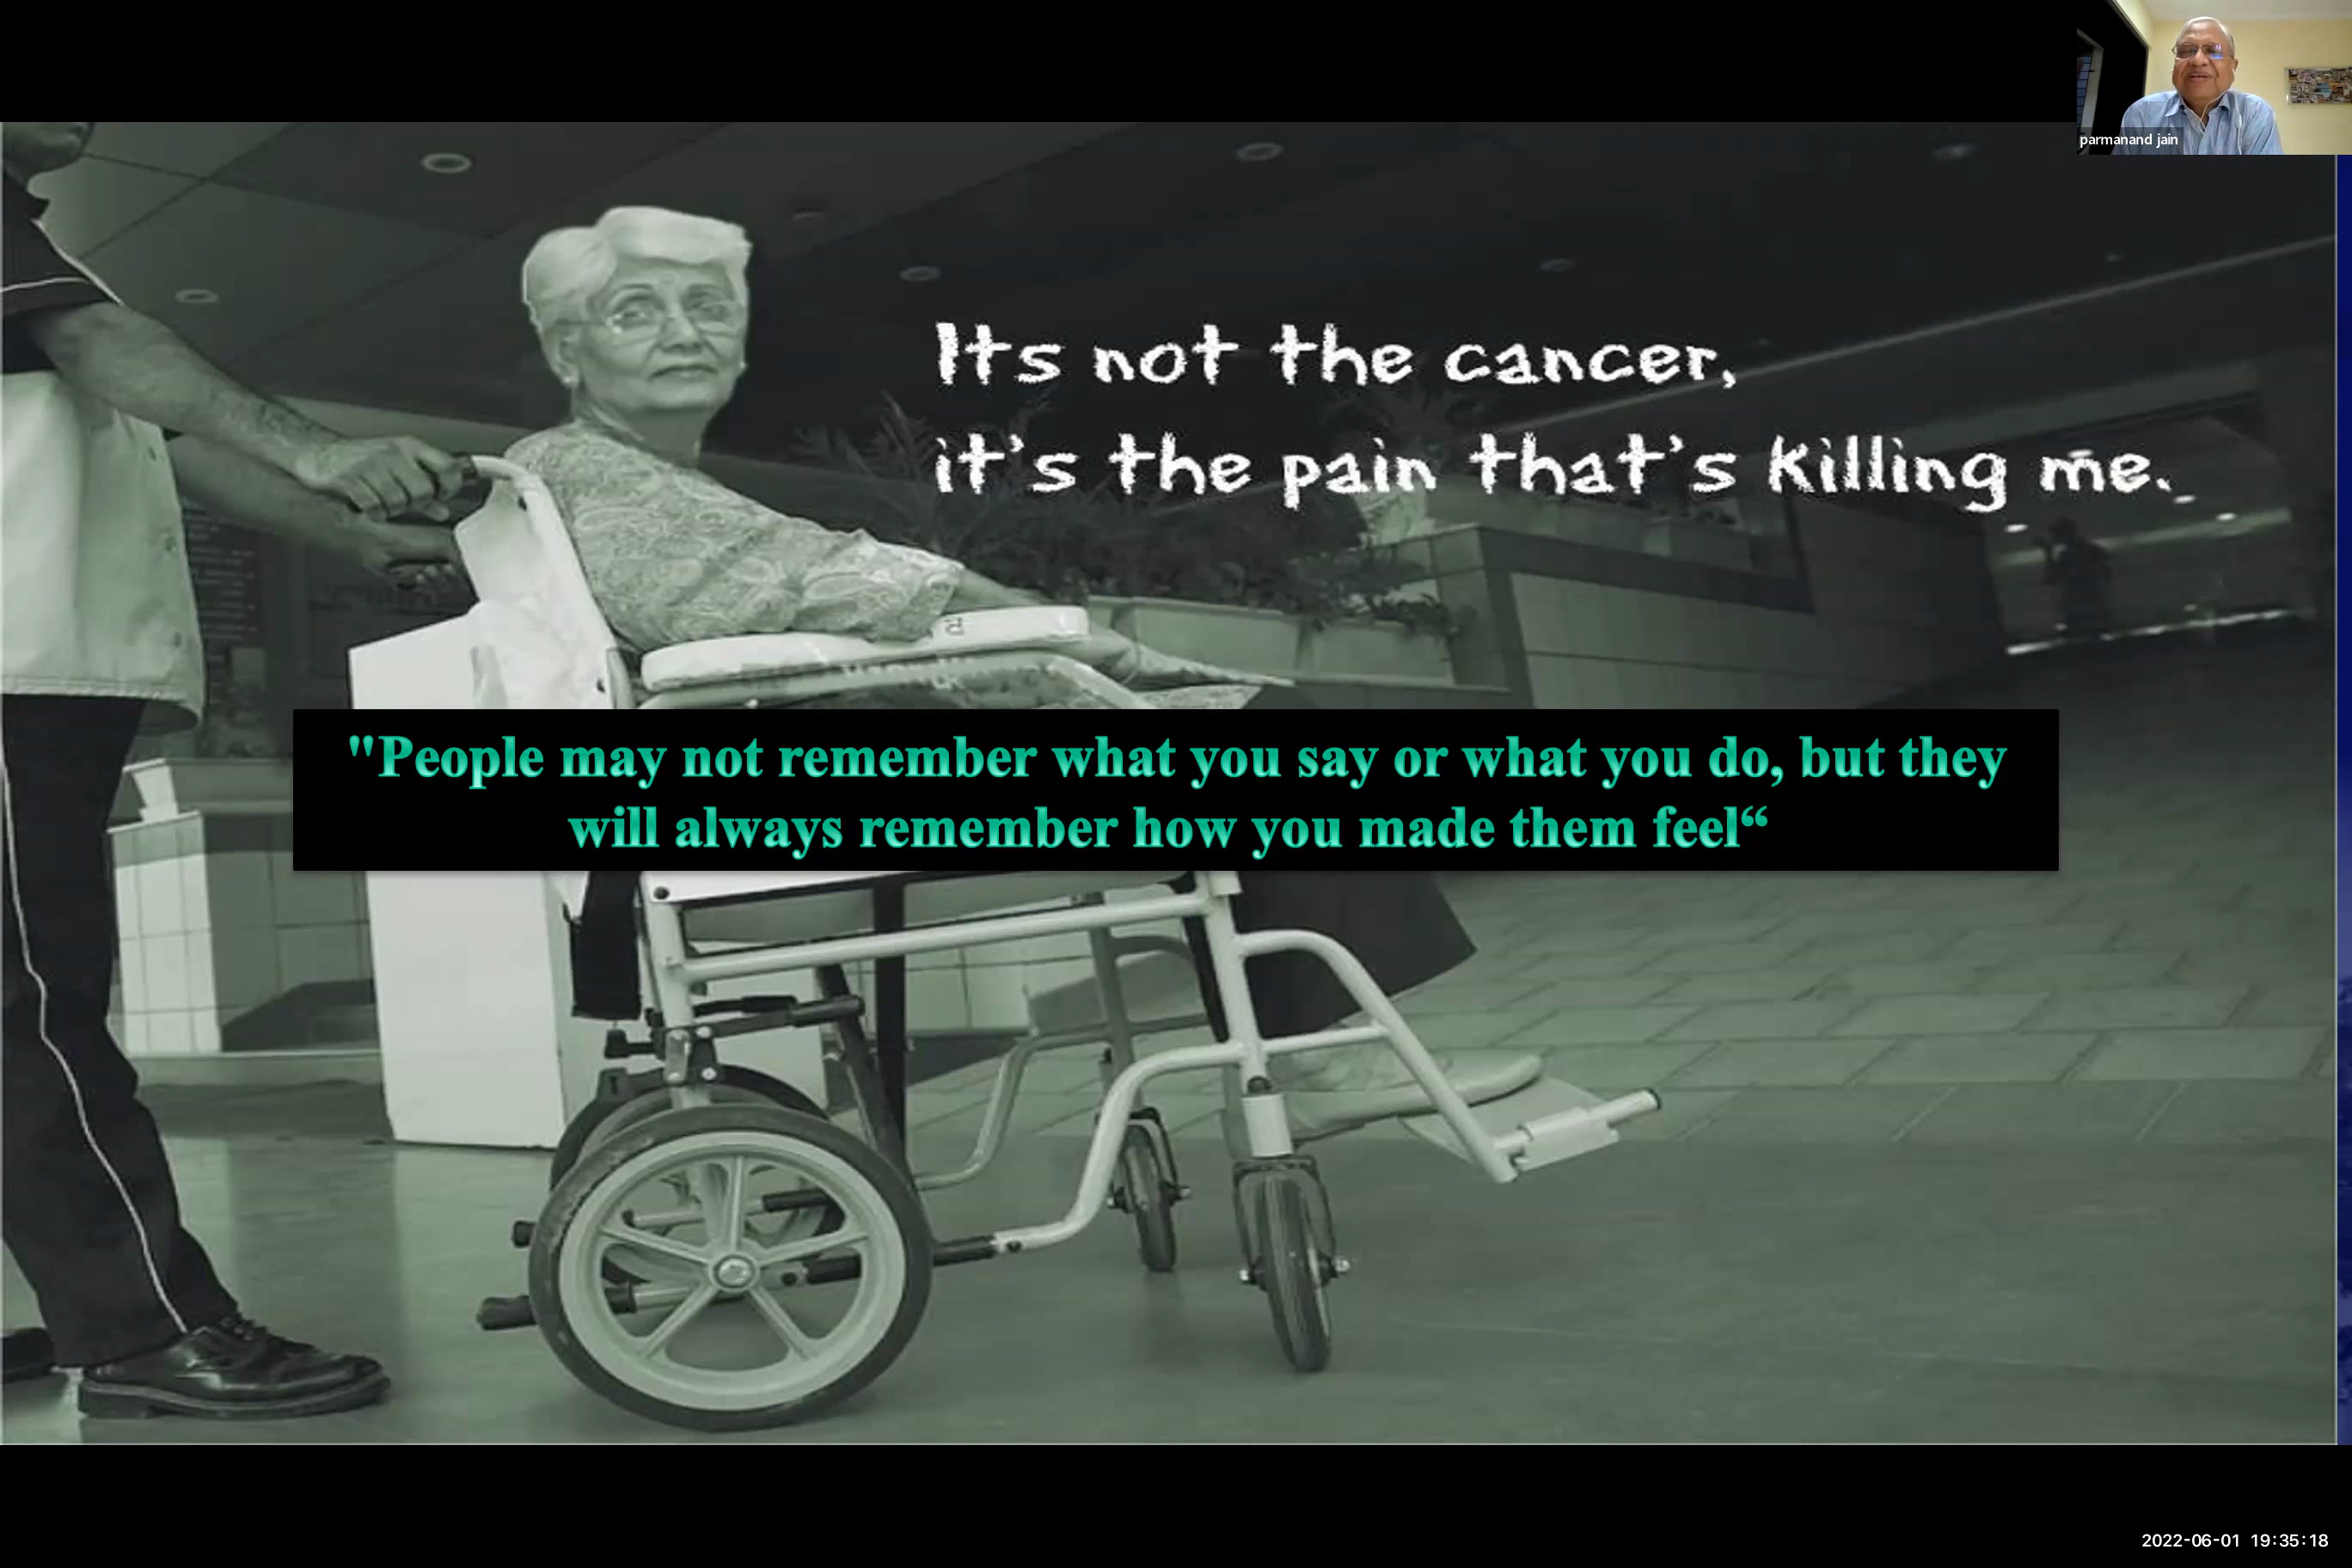 parmanand jain
Its not the cancer,
it's the pain that's killing me.
"People may not remember what you say or what you do, but they
will always remember how you made them feel“
2022-06-01 19:35:18